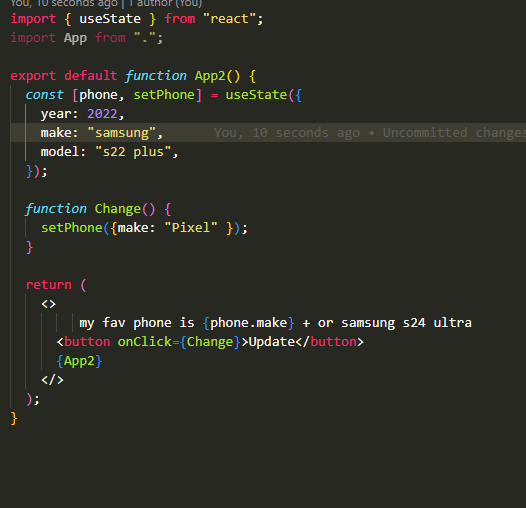 You, 10 seconds ago | 1 author (You)
import { useState } from "react";
import App from ".";
export default function App2() {
const [phone, setPhone] = useState({
year: 2022,
make: "samsung",    You, 10 seconds ago • Uncommitted changes
model: "s22 plus",
});
function Change() {
setPhone({make: "Pixel" });
}
return (
<>
my fav phone is {phone.make} + or samsung s24 ultra
<button onClick={Change}>Update</button>
{App2}
</>
);
}